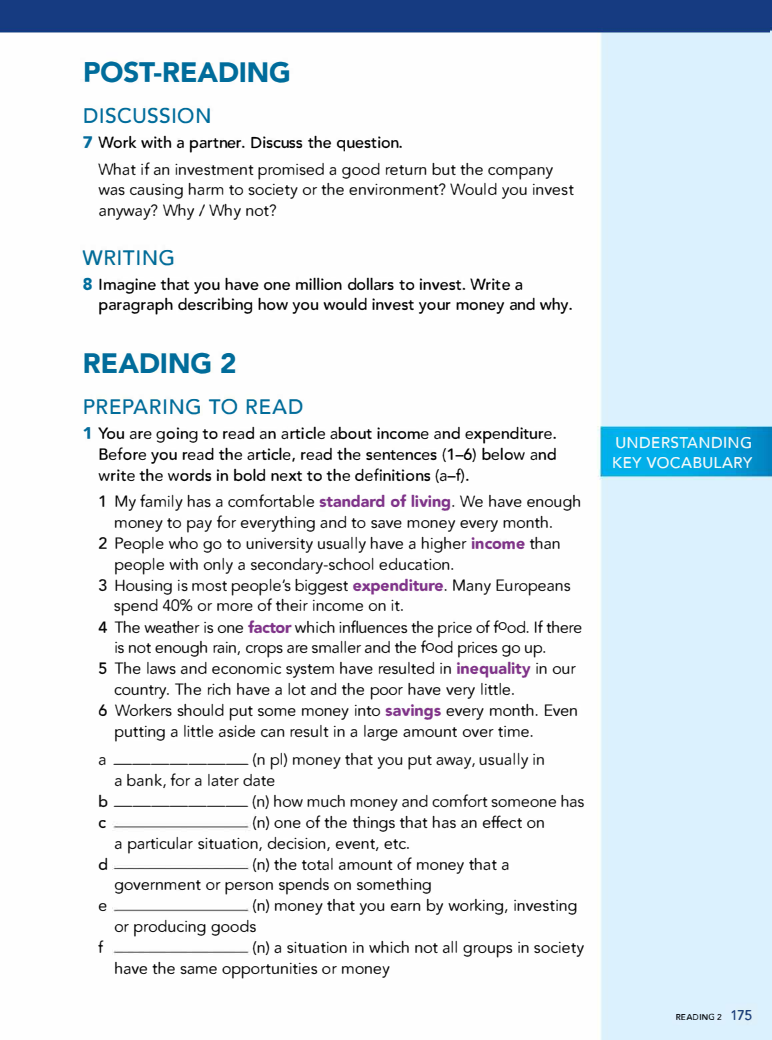 POST-READING
DISCUSSION
7 Work with a partner. Discuss the question.
What if an investment promised a good return but the company
was causing harm to society or the environment? Would you invest
anyway? Why / Why not?
WRITING
8 Imagine that you have one million dollars to invest. Write a
paragraph describing how you would invest your money and why.
READING 2
PREPARING TO READ
1 You are going to read an article about income and expenditure.
Before you read the article, read the sentences (1–6) below and
write the words in bold next to the definitions (a–f).
UNDERSTANDING
KEY VOCABULARY
1 My family has a comfortable standard of living. We have enough
money to pay for everything and to save money every month.
2 People who go to university usually have a higher income than
people with only a secondary-school education.
3 Housing is most people's biggest expenditure. Many Europeans
spend 40% or more of their income on it.
4 The weather is one factor which influences the price of food. If there
is not enough rain, crops are smaller and the food prices go up.
5 The laws and economic system have resulted in inequality in our
country. The rich have a lot and the poor have very little.
6 Workers should put some money into savings every month. Even
putting a little aside can result in a large amount over time.
a ________________ (n pl) money that you put away, usually in
a bank, for a later date
b ________________ (n) how much money and comfort someone has
c ________________ (n) one of the things that has an effect on
a particular situation, decision, event, etc.
d ________________ (n) the total amount of money that a
government or person spends on something
e ________________ (n) money that you earn by working, investing
or producing goods
f ________________ (n) a situation in which not all groups in society
have the same opportunities or money
READING 2 175